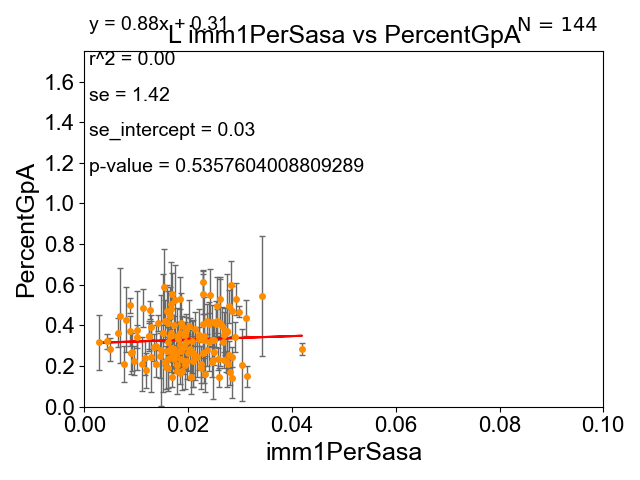 y = 0.88x + 0.31
L imm1PerSasa vs PercentGpA
N = 144
r^2 = 0.00
se = 1.42
se_intercept = 0.03
p-value = 0.5357604008809289
PercentGpA
1.6
1.4
1.2
1.0
0.8
0.6
0.4
0.2
0.0
0.00 0.02 0.04 0.06 0.08 0.10
imm1PerSasa